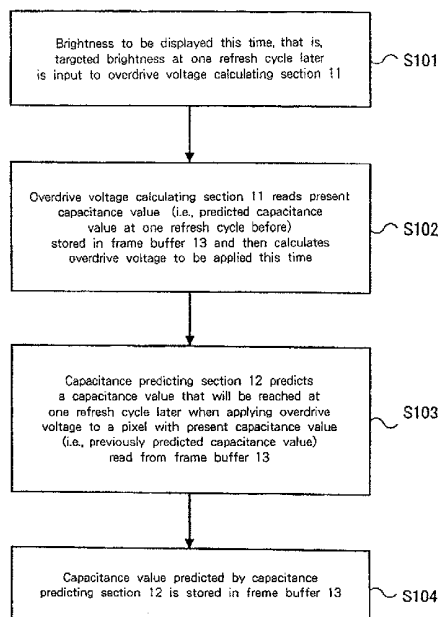 Brightness to be displayed this time, that is,
targeted brightness at one refresh cycle later
is input to overdrive voltage calculating section 11
S101
Overdrive voltage calculating section 11 reads present
capacitance value (i.e., predicted capacitance
value at one refresh cycle before)
stored in frame buffer 13 and then calculates
overdrive voltage to be applied this time
S102
Capacitance predicting section 12 predicts
a capacitance value that will be reached at
one refresh cycle later when applying overdrive
voltage to a pixel with present capacitance value
(i.e., previously predicted capacitance value)
read from frame buffer 13
S103
Capacitance value predicted by capacitance
predicting section 12 is stored in frame buffer 13
S104